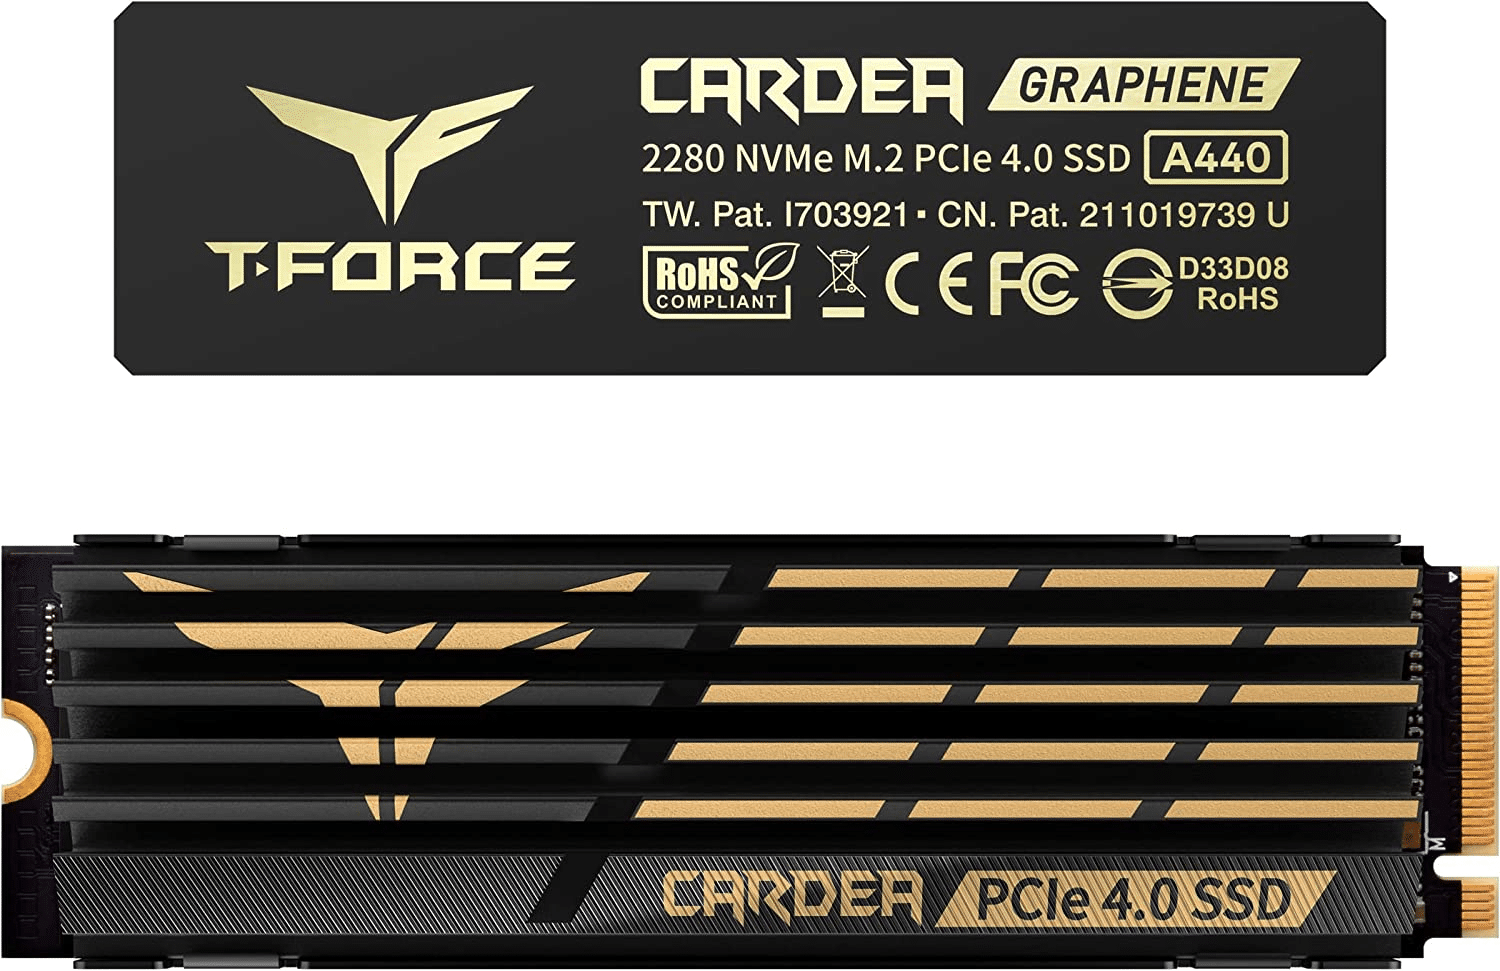 CARDEA GRAPHENE
2280 NVMe M.2 PCIe 4.0 SSD A440
TW. Pat. I703921 ▪ CN. Pat. 211019739 U
T-FORCE
RoHS
COMPLIANT
CE FC
D33D08
RoHS
M
CARDEA PCIe 4.0 SSD